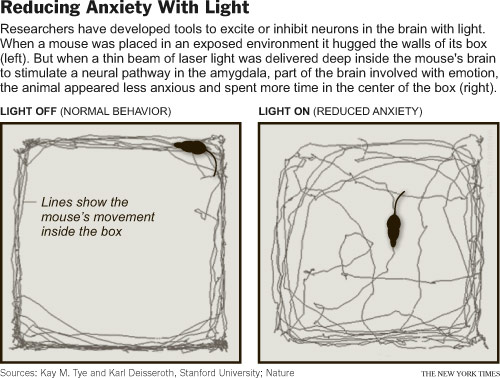 Reducing Anxiety With Light
Researchers have developed tools to excite or inhibit neurons in the brain with light.
When a mouse was placed in an exposed environment it hugged the walls of its box
(left). But when a thin beam of laser light was delivered deep inside the mouse's brain
to stimulate a neural pathway in the amygdala, part of the brain involved with emotion,
the animal appeared less anxious and spent more time in the center of the box (right).
LIGHT OFF (NORMAL BEHAVIOR)
LIGHT ON (REDUCED ANXIETY)
Lines show the
mouse's movement
inside the box
Sources: Kay M. Tye and Karl Deisseroth, Stanford University; Nature
THE NEW YORK TIMES